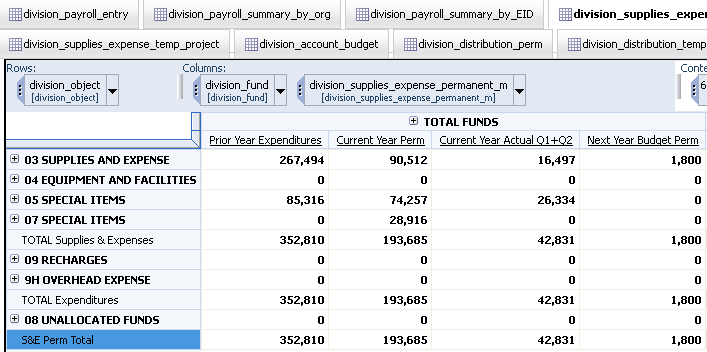 division_payroll_entry division_payroll_summary_by_org division_payroll_summary_by_EID division_supplies_expe
division_supplies_expense_temp_project division_account_budget division_distribution_perm division_distribution_temp
Rows: Columns: Conte
division_object division_fund division_supplies_expense_permanent_m 6
[division_object] [division_fund] [division_supplies_expense_permanent_m]
TOTAL FUNDS
Prior Year Expenditures Current Year Perm Current Year Actual Q1+Q2 Next Year Budget Perm
03 SUPPLIES AND EXPENSE 267,494 90,512 16,497 1,800
04 EQUIPMENT AND FACILITIES 0 0 0 0
05 SPECIAL ITEMS 85,316 74,257 26,334 0
07 SPECIAL ITEMS 0 28,916 0 0
TOTAL Supplies & Expenses 352,810 193,685 42,831 1,800
09 RECHARGES 0 0 0 0
9H OVERHEAD EXPENSE 0 0 0 0
TOTAL Expenditures 352,810 193,685 42,831 1,800
08 UNALLOCATED FUNDS 0 0 0 0
S&E Perm Total 352,810 193,685 42,831 1,800